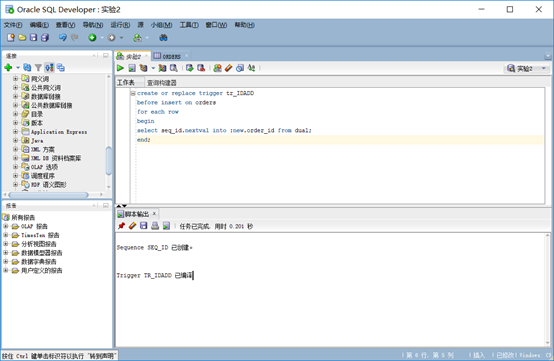 Oracle SQL Developer : 实验2
文件(F) 编辑(E) 查看(V) 导航(N) 运行(R) 源 小组(M) 工具(T) 窗口(W) 帮助(H)
连接
同义词
公共同义词
数据库链接
公共数据库链接
目录
版本
Application Express
Java
XML 方案
XML DB 资料档案库
OLAP 选项
调度程序
RDF 语义图形
报告
所有报告
OLAP 报告
TimesTen 报告
分析视图报告
数据模型器报告
数据字典报告
用户定义的报告
实验2
ORDERS
实验2
工作表 查询构建器
create or replace trigger tr_IDADD
before insert on orders
for each row
begin
select seq_id.nextval into :new.order_id from dual;
end;
脚本输出
任务已完成, 用时 0.201 秒
Sequence SEQ_ID 已创建。
Trigger TR_IDADD 已编译
按住 Ctrl 键单击标识符以执行 "转到声明"
第 6 行, 第 5 列
插入
已修改
Windows